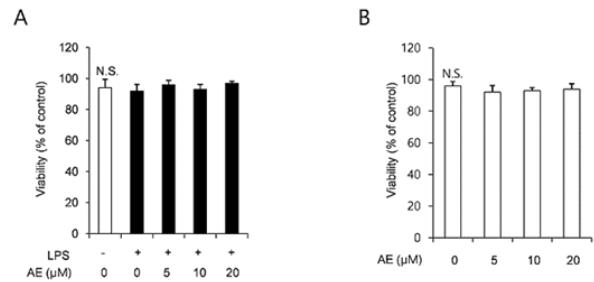 A
Viability (% of control)
120
100
80
60
40
20
0
N.S.
LPS - + + + +
AE (μM) 0 0 5 10 20
B
Viability (% of control)
120
100
80
60
40
20
0
N.S.
AE (μM) 0 5 10 20